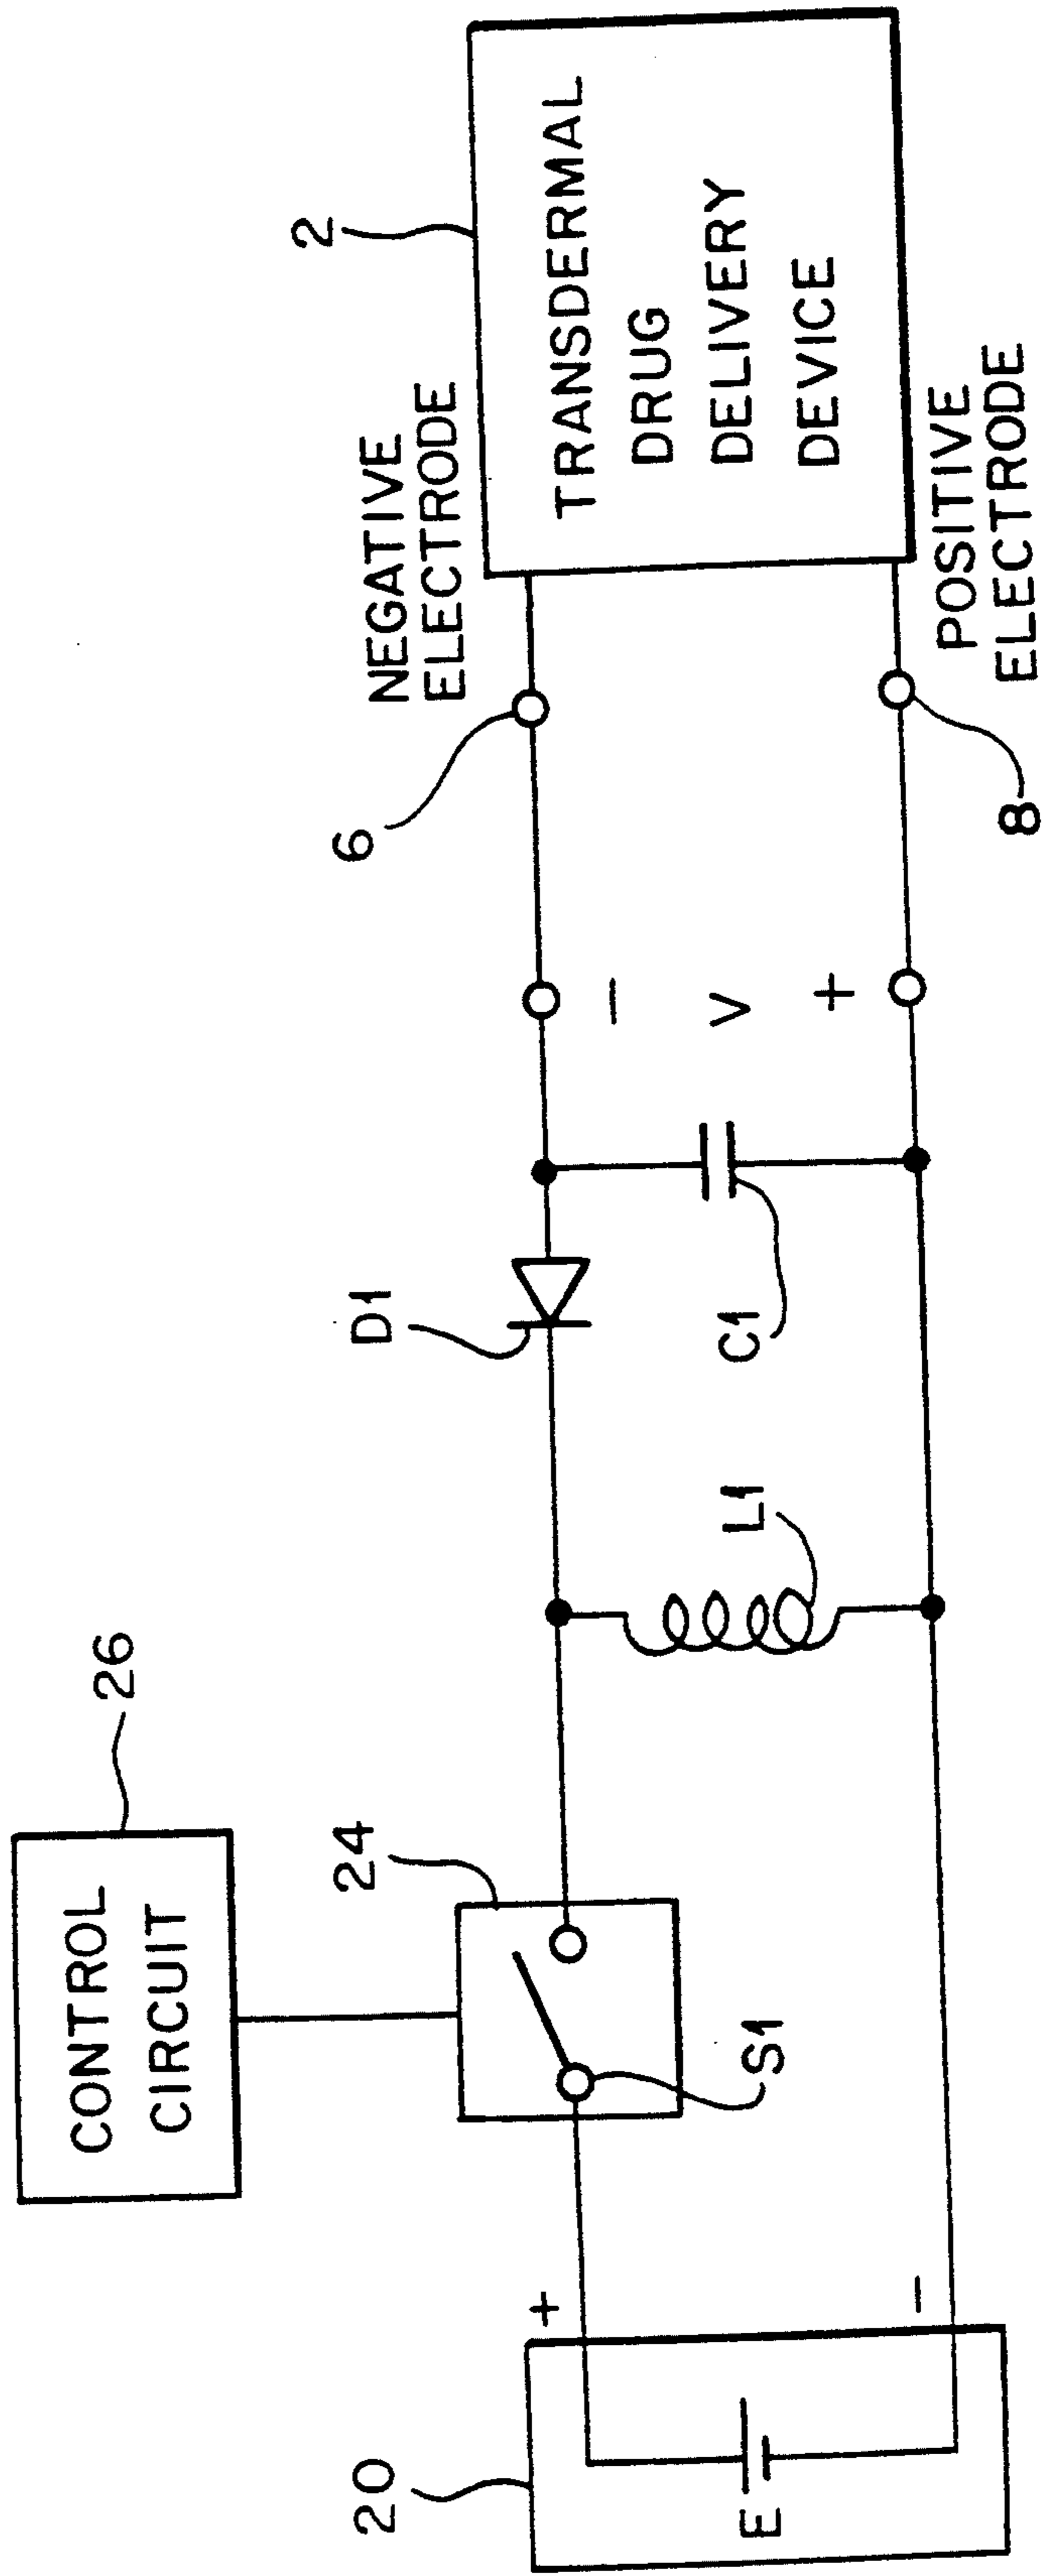 CONTROL
CIRCUIT
26
24
20
+
-
E
S1
D1
L1
C1
-
V
+
6
NEGATIVE
ELECTRODE
8
POSITIVE
ELECTRODE
2
TRANSDERMAL
DRUG
DELIVERY
DEVICE